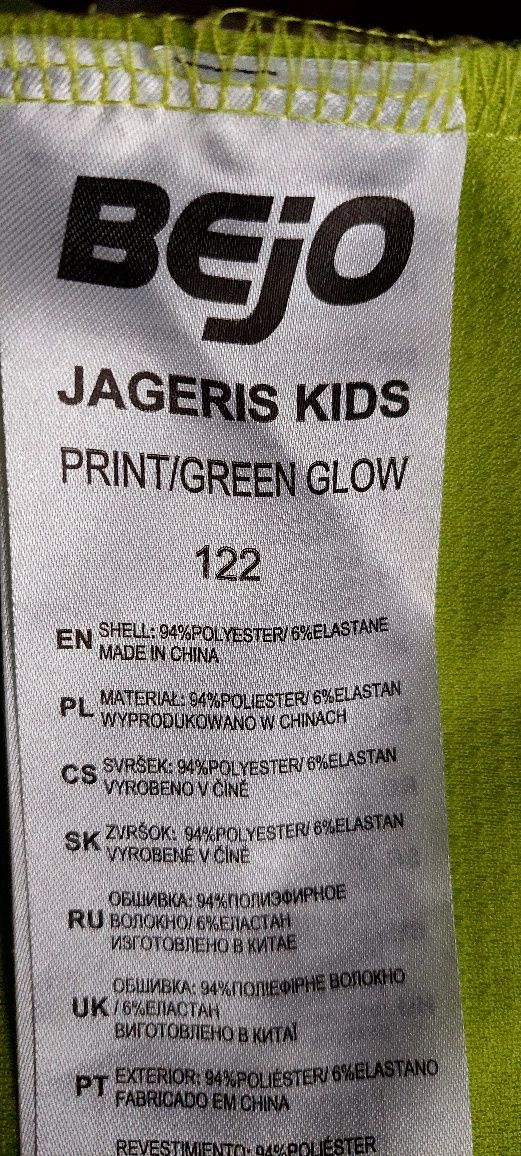 BEJO
JAGERIS KIDS
PRINT/GREEN GLOW
122
EN SHELL: 94%POLYESTER/ 6%ELASTANE
MADE IN CHINA
PL MATERIAŁ: 94%POLIESTER/ 6%ELASTAN
WYPRODUKOWANO W CHINACH
CS SVRŠEK: 94%POLYESTER/ 6%ELASTAN
VYROBENO V ČÍNĚ
SK ZVRŠOK: 94%POLYESTER/ 6%ELASTAN
VYROBENÉ V ČÍNĚ
ОБШИВКА: 94%ПОЛИЭФИРНОЕ
RU ВОЛОКНО/ 6%ЕЛАСТАН
ИЗГОТОВЛЕНО В КИТАЕ
ОБШИВКА: 94%ПОЛІЕФІРНЕ ВОЛОКНО
UK / 6%ЕЛАСТАН
ВИГОТОВЛЕНО В КИТАЇ
PT EXTERIOR: 94%POLIÉSTER/ 6%ELASTANO
FABRICADO EM CHINA
REVESTIMIENTO: 94%POLIÉSTER